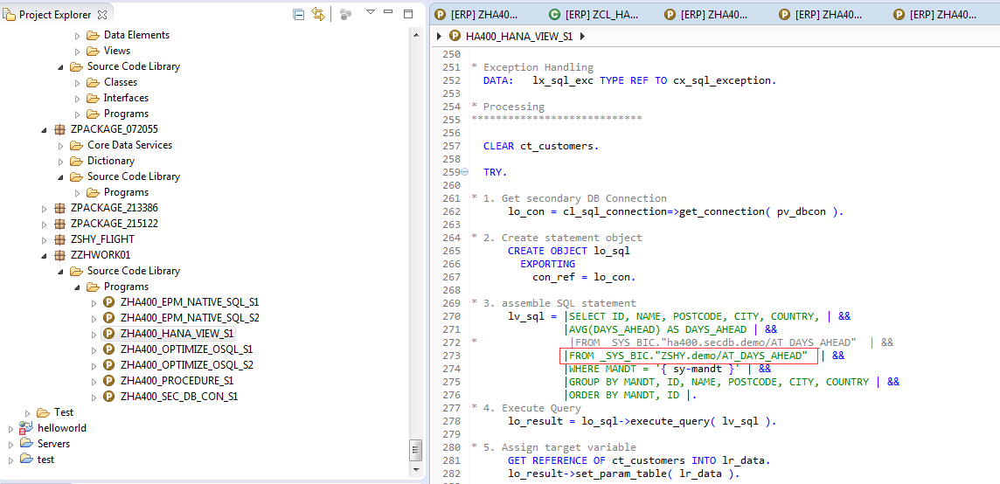 Project Explorer
Data Elements
Views
Source Code Library
Classes
Interfaces
Programs
ZPACKAGE_072055
Core Data Services
Dictionary
Source Code Library
Programs
ZPACKAGE_213386
ZPACKAGE_215122
ZSHY_FLIGHT
ZZHWORK01
Source Code Library
Programs
ZHA400_EPM_NATIVE_SQL_S1
ZHA400_EPM_NATIVE_SQL_S2
ZHA400_HANA_VIEW_S1
ZHA400_OPTIMIZE_OSQL_S1
ZHA400_OPTIMIZE_OSQL_S2
ZHA400_PROCEDURE_S1
ZHA400_SEC_DB_CON_S1
Test
helloworld
Servers
test
[ERP] ZHA40... [ERP] ZCL_HA... [ERP] ZHA40... [ERP] ZHA40... [ERP] ZHA40...
HA400_HANA_VIEW_S1
250
251 * Exception Handling
252 DATA: lx_sql_exc TYPE REF TO cx_sql_exception.
253
254 * Processing
255 ****************************
256
257 CLEAR ct_customers.
258
259 TRY.
260
261 * 1. Get secondary DB Connection
262 lo_con = cl_sql_connection=>get_connection( pv_dbcon ).
263
264 * 2. Create statement object
265 CREATE OBJECT lo_sql
266 EXPORTING
267 con_ref = lo_con.
268
269 * 3. assemble SQL statement
270 lv_sql = |SELECT ID, NAME, POSTCODE, CITY, COUNTRY, | &&
271 |AVG(DAYS_AHEAD) AS DAYS_AHEAD | &&
272 * |FROM _SYS_BIC."ha400.secdb.demo/AT_DAYS_AHEAD" | &&
273 |FROM _SYS_BIC."ZSHY.demo/AT_DAYS_AHEAD" | &&
274 |WHERE MANDT = '{ sy-mandt }' | &&
275 |GROUP BY MANDT, ID, NAME, POSTCODE, CITY, COUNTRY | &&
276 |ORDER BY MANDT, ID |.
277 * 4. Execute Query
278 lo_result = lo_sql->execute_query( lv_sql ).
279
280 * 5. Assign target variable
281 GET REFERENCE OF ct_customers INTO lr_data.
282 lo_result->set_param_table( lr_data ).